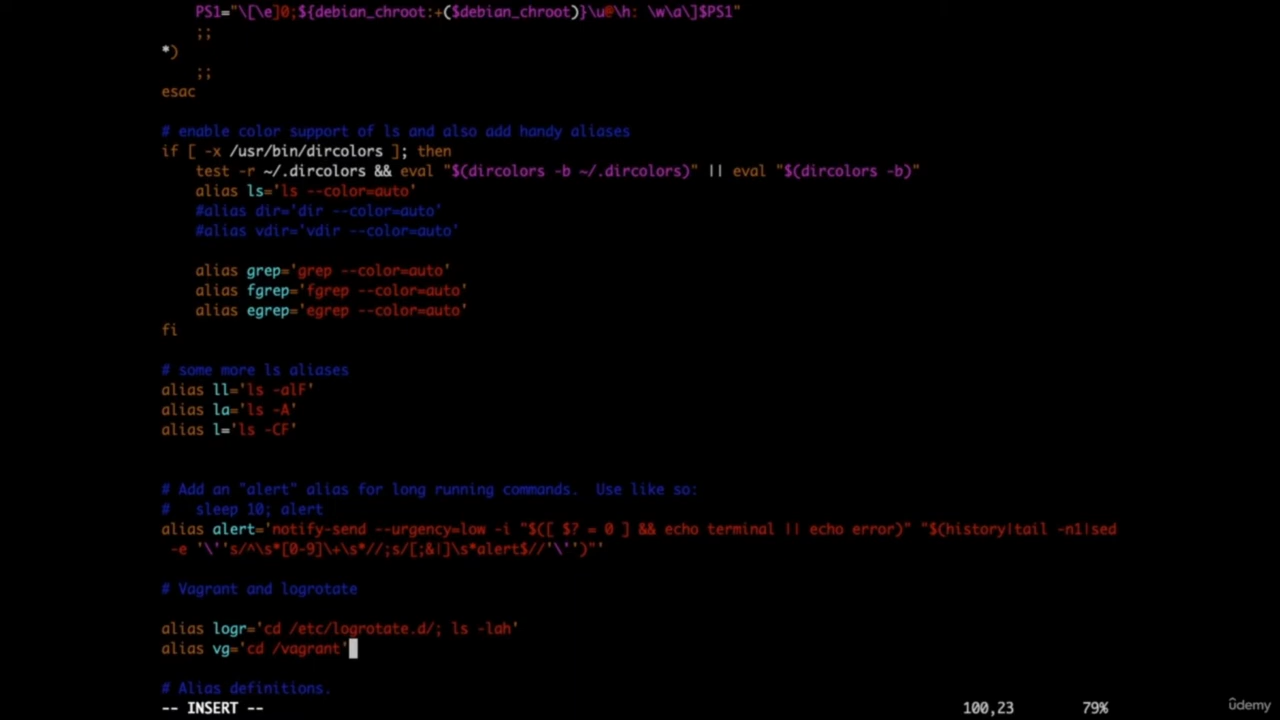 PS1="\[\e]0;${debian_chroot:+($debian_chroot)}\u@\h: \w\a\]$PS1"
    ;;
*)
    ;;
esac
# enable color support of ls and also add handy aliases
if [ -x /usr/bin/dircolors ]; then
    test -r ~/.dircolors && eval "$(dircolors -b ~/.dircolors)" || eval "$(dircolors -b)"
    alias ls='ls --color=auto'
    #alias dir='dir --color=auto'
    #alias vdir='vdir --color=auto'
    alias grep='grep --color=auto'
    alias fgrep='fgrep --color=auto'
    alias egrep='egrep --color=auto'
fi
# some more ls aliases
alias ll='ls -alF'
alias la='ls -A'
alias l='ls -CF'
# Add an "alert" alias for long running commands.  Use like so:
#   sleep 10; alert
alias alert='notify-send --urgency=low -i "$([ $? = 0 ] && echo terminal || echo error)" "$(history|tail -n1|sed
 -e '\''s/^\s*[0-9]\+\s*//;s/[;&|]\s*alert$//'\'')"'
# Vagrant and logrotate
alias logr='cd /etc/logrotate.d/; ls -lah'
alias vg='cd /vagrant'
# Alias definitions.
-- INSERT -- 100,23 79%
ûdemy